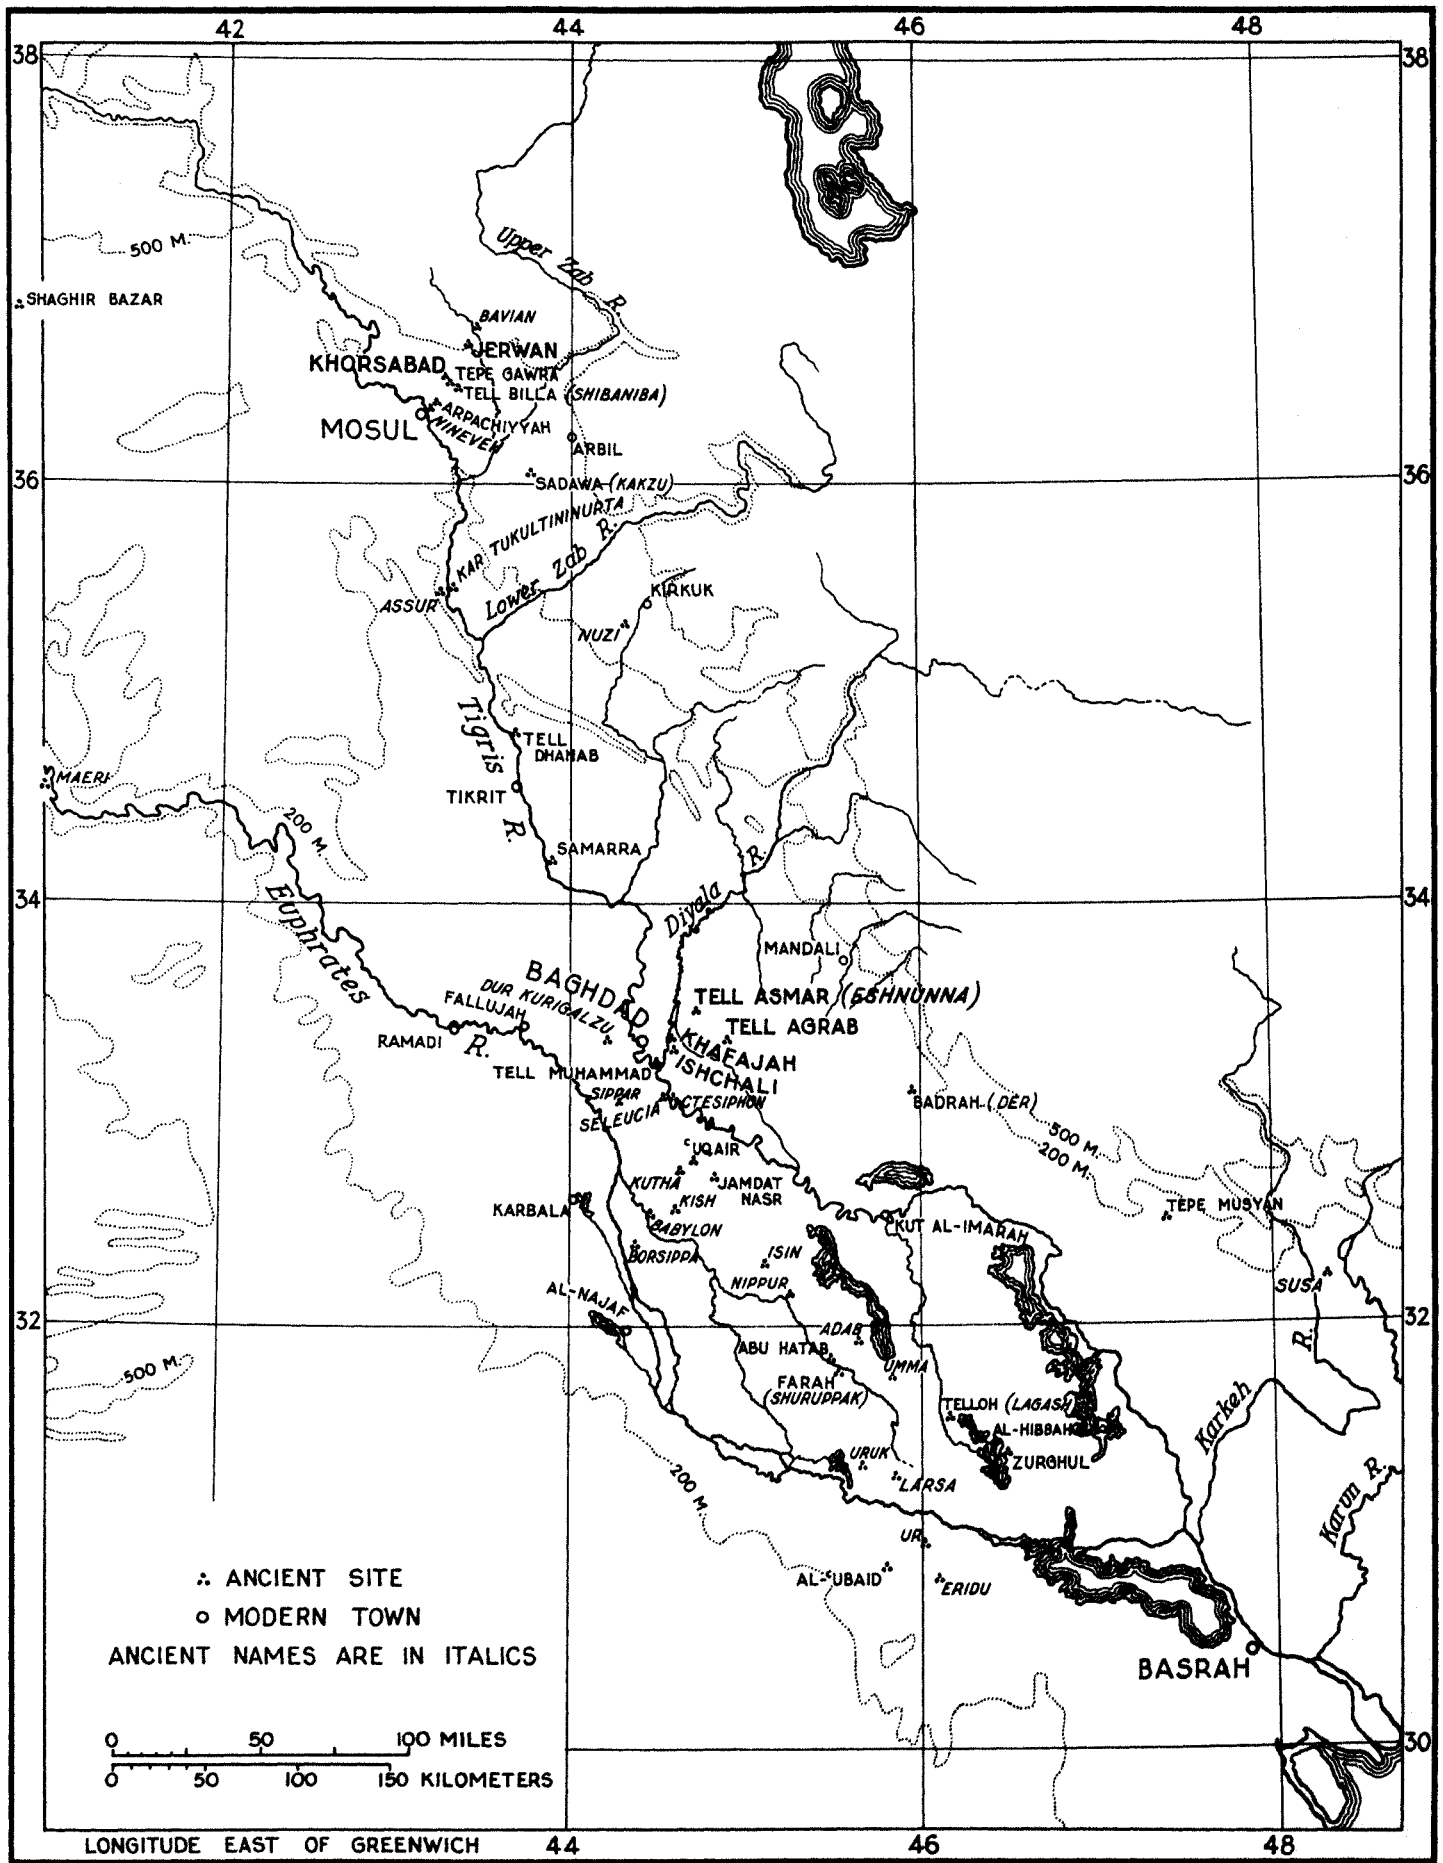 42 44 46 48
38 38
500 M.
Upper Zab R.
SHAGHIR BAZAR
BAVIAN
JERWAN
KHORSABAD
TEPE GAWRA
TELL BILLA (SHIBANIBA)
ARPACHIYYAH
NINEVEH
MOSUL
ARBIL
36 36
SADAWA (KAKZU)
KAR TUKULTININURTA
Lower Zab R.
ASSUR
KIRKUK
NUZI
Tigris R.
TELL
DHAHAB
MAERI
TIKRIT
200 M.
SAMARRA
Diyala R.
34 34
Euphrates R.
MANDALI
BAGHDAD
DUR KURIGALZU
FALLUJAH
RAMADI
TELL ASMAR (ESHNUNNA)
TELL AGRAB
KHAFAJAH
ISHCHALI
TELL MUHAMMAD
SIPPAR
SELEUCIA
CTESIPHON
BADRAH (DER)
500 M.
200 M.
ʿUQAIR
KUTHA
JAMDAT
NASR
KISH
KARBALA
BABYLON
KUT AL-IMARAH
TEPE MUSYAN
BORSIPPA
ISIN
NIPPUR
SUSA
AL-NAJAF
32 32
ADAB
ABU HATAB
UMMA
R.
500 M.
FARAH
(SHURUPPAK)
TELLOH (LAGASH)
AL-HIBBAH
Karkeh
URUK
ZURGHUL
LARSA
200 M.
Karun R.
UR
AL-ʿUBAID
ERIDU
ANCIENT SITE
MODERN TOWN
ANCIENT NAMES ARE IN ITALICS
BASRAH
0 50 100 MILES
30
0 50 100 150 KILOMETERS
LONGITUDE EAST OF GREENWICH 44 46 48